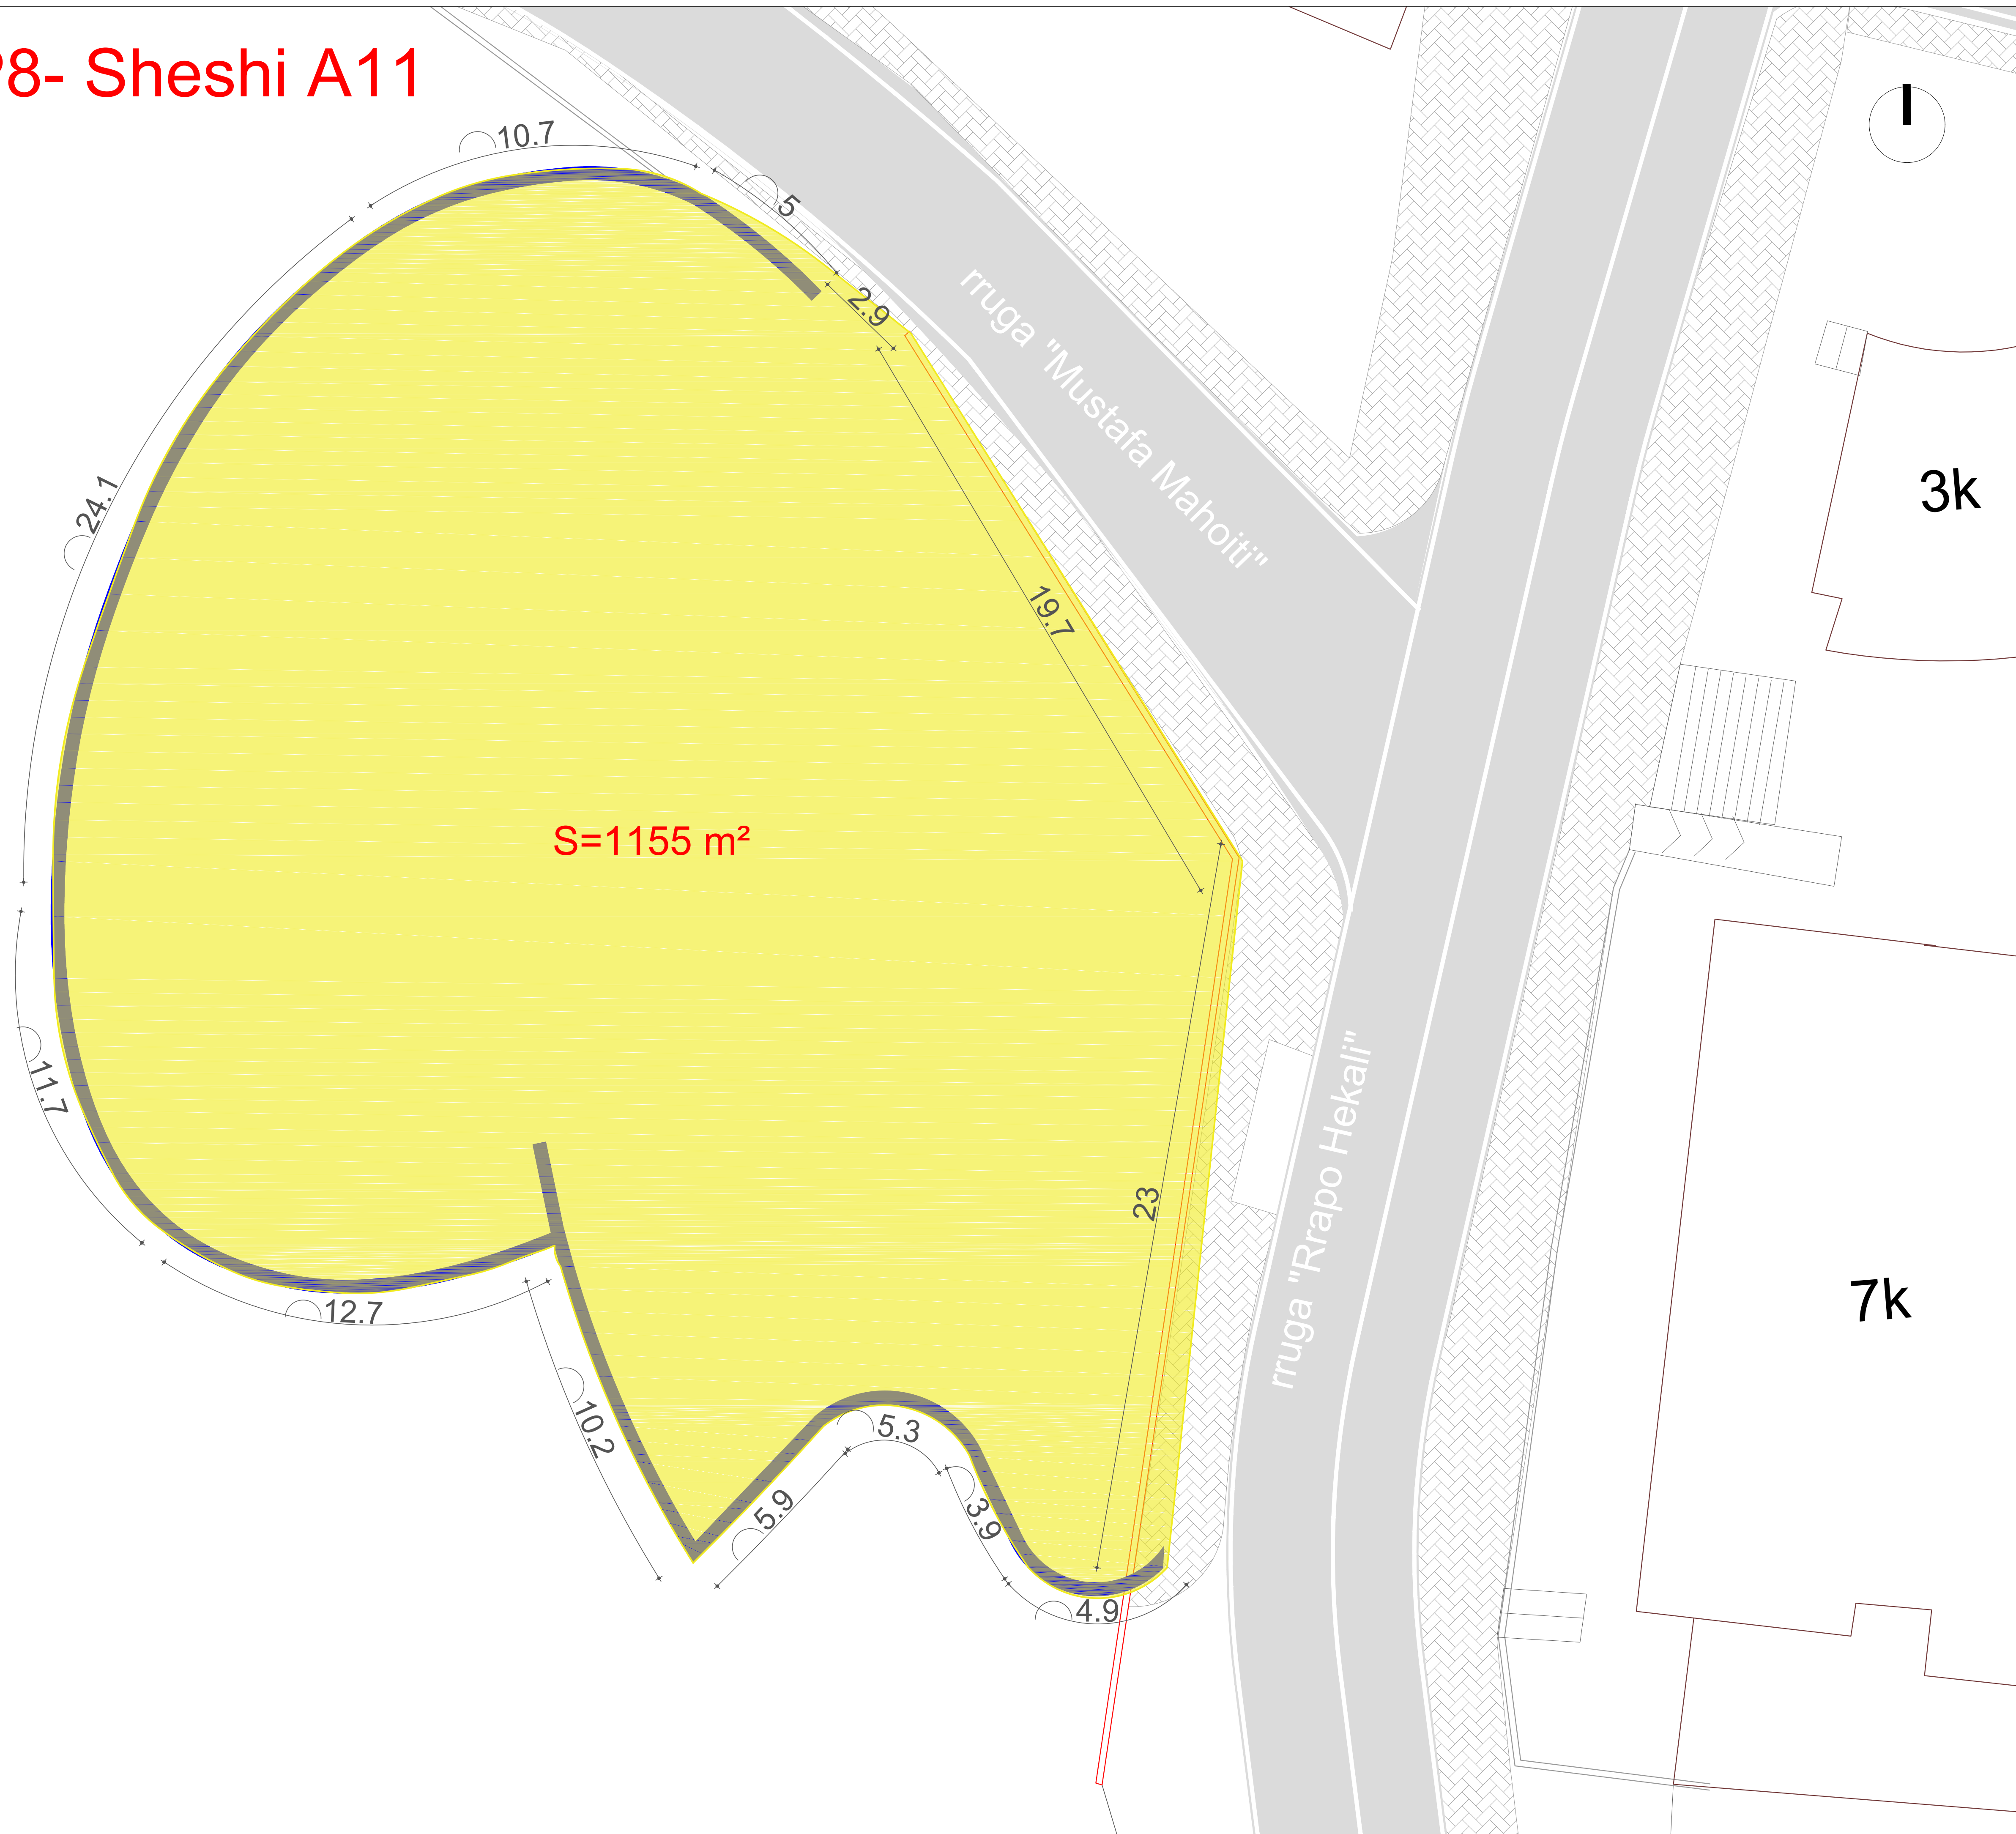 8- Sheshi A11
10.7
5
2.9
24.1
19.7
rruga "Mustafa Mahoiti"
3k
S=1155 m²
11.7
23
rruga "Rrapo Hekali"
12.7
10.2
5.9
5.3
3.9
4.9
7k